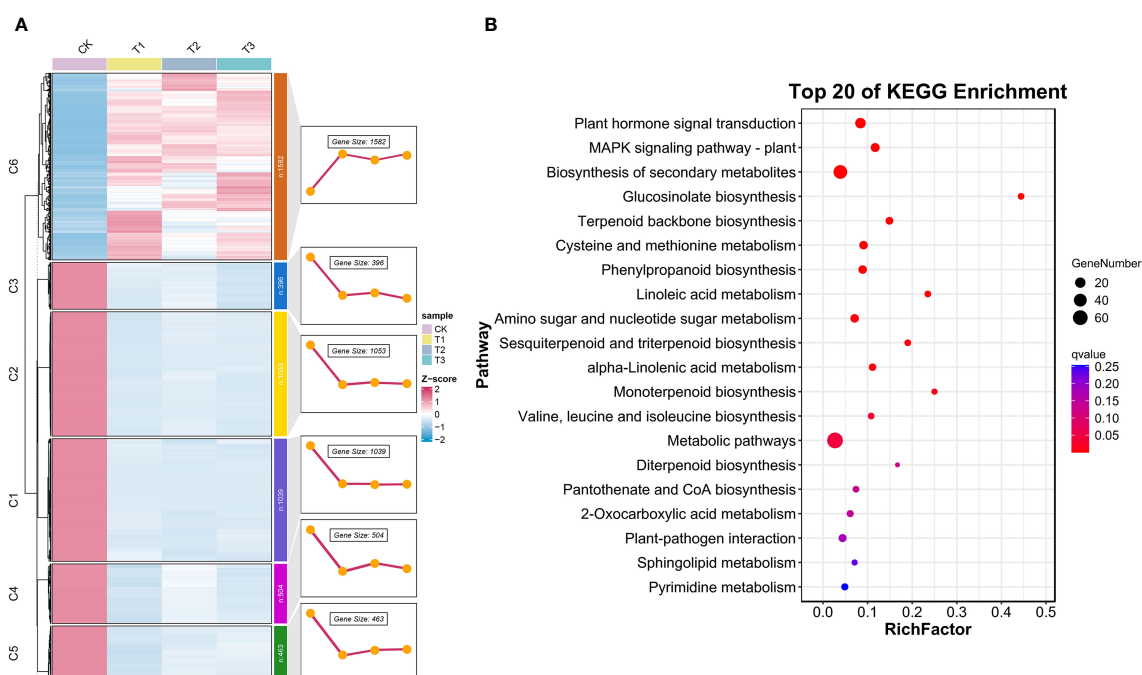 A
B
CK
T1
T2
T3
C6
n:1582
Gene Size: 1582
C3
n:396
Gene Size: 396
C2
n:1053
Gene Size: 1053
C1
n:1039
Gene Size: 1039
C4
n:504
Gene Size: 504
C5
n:463
Gene Size: 463
sample
CK
T1
T2
T3
Z-score
2
1
0
-1
-2
Top 20 of KEGG Enrichment
Pathway
Plant hormone signal transduction
MAPK signaling pathway - plant
Biosynthesis of secondary metabolites
Glucosinolate biosynthesis
Terpenoid backbone biosynthesis
Cysteine and methionine metabolism
Phenylpropanoid biosynthesis
Linoleic acid metabolism
Amino sugar and nucleotide sugar metabolism
Sesquiterpenoid and triterpenoid biosynthesis
alpha-Linolenic acid metabolism
Monoterpenoid biosynthesis
Valine, leucine and isoleucine biosynthesis
Metabolic pathways
Diterpenoid biosynthesis
Pantothenate and CoA biosynthesis
2-Oxocarboxylic acid metabolism
Plant-pathogen interaction
Sphingolipid metabolism
Pyrimidine metabolism
0.0 0.1 0.2 0.3 0.4 0.5
RichFactor
GeneNumber
20
40
60
qvalue
0.25
0.20
0.15
0.10
0.05